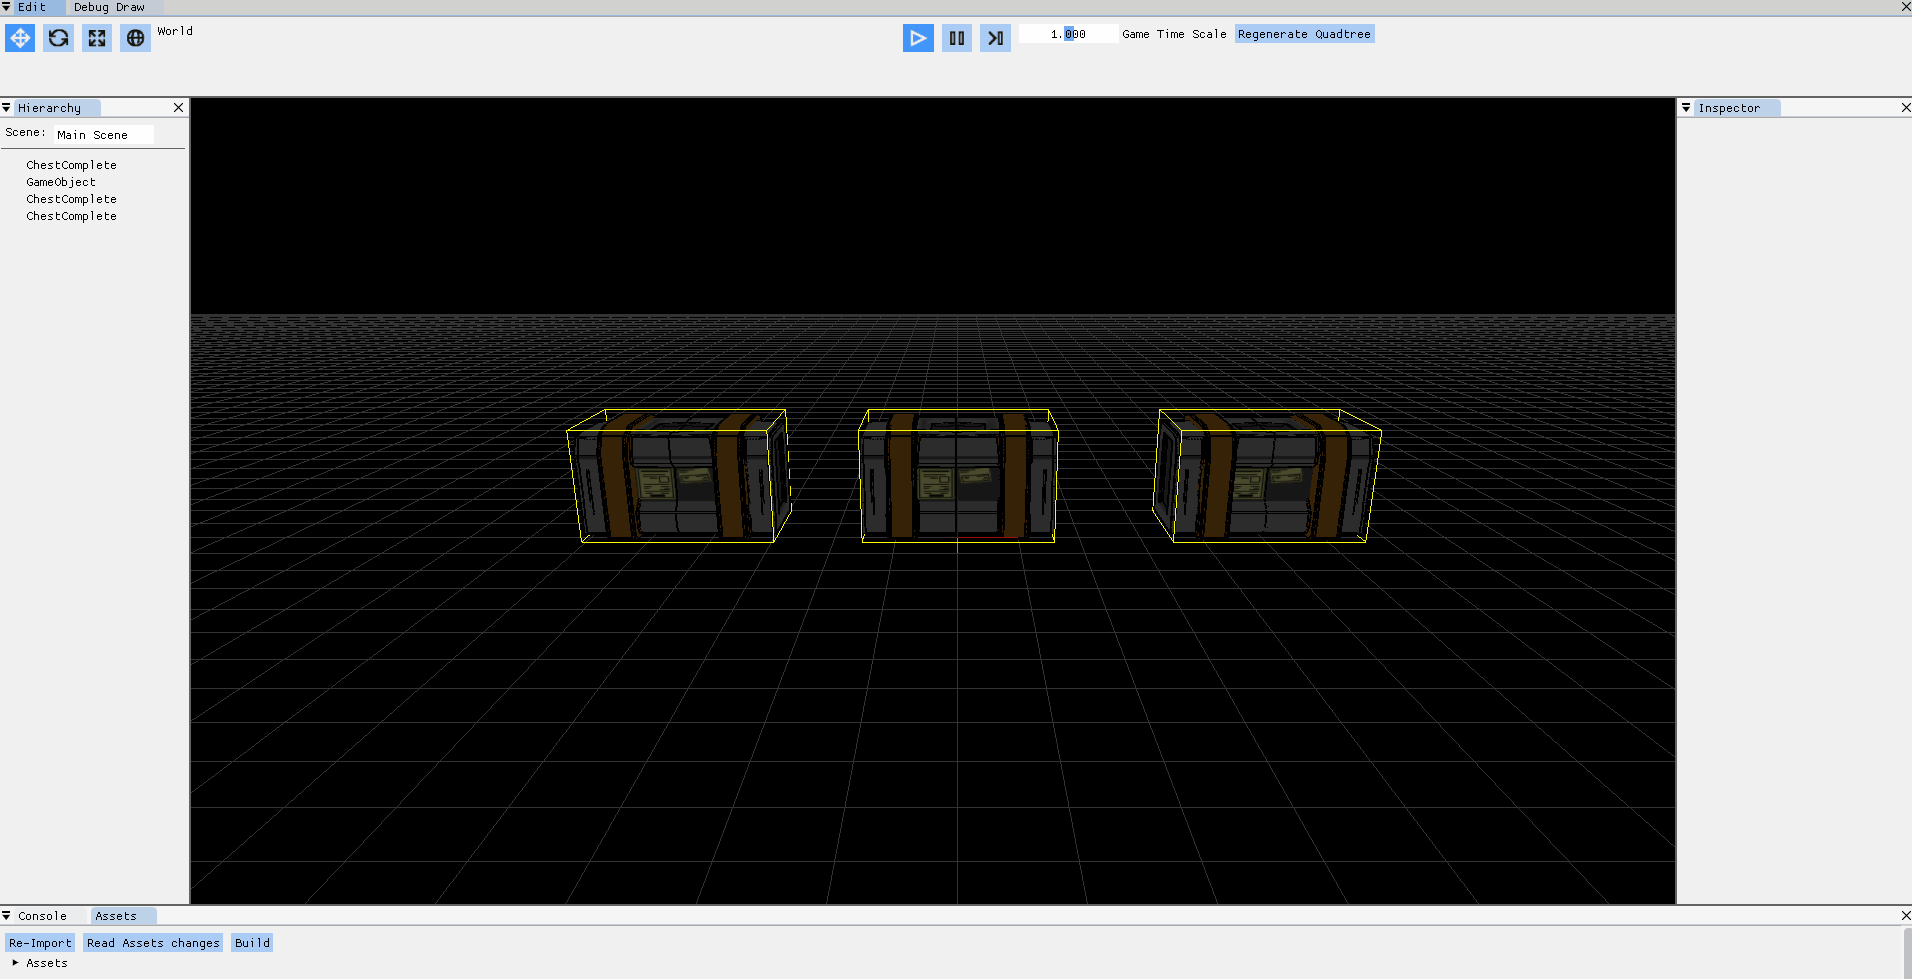 Edit Debug Draw
World
1.000 Game Time Scale Regenerate Quadtree
Hierarchy
Scene: Main Scene
ChestComplete
GameObject
ChestComplete
ChestComplete
Inspector
Console Assets
Re-Import Read Assets changes Build
Assets